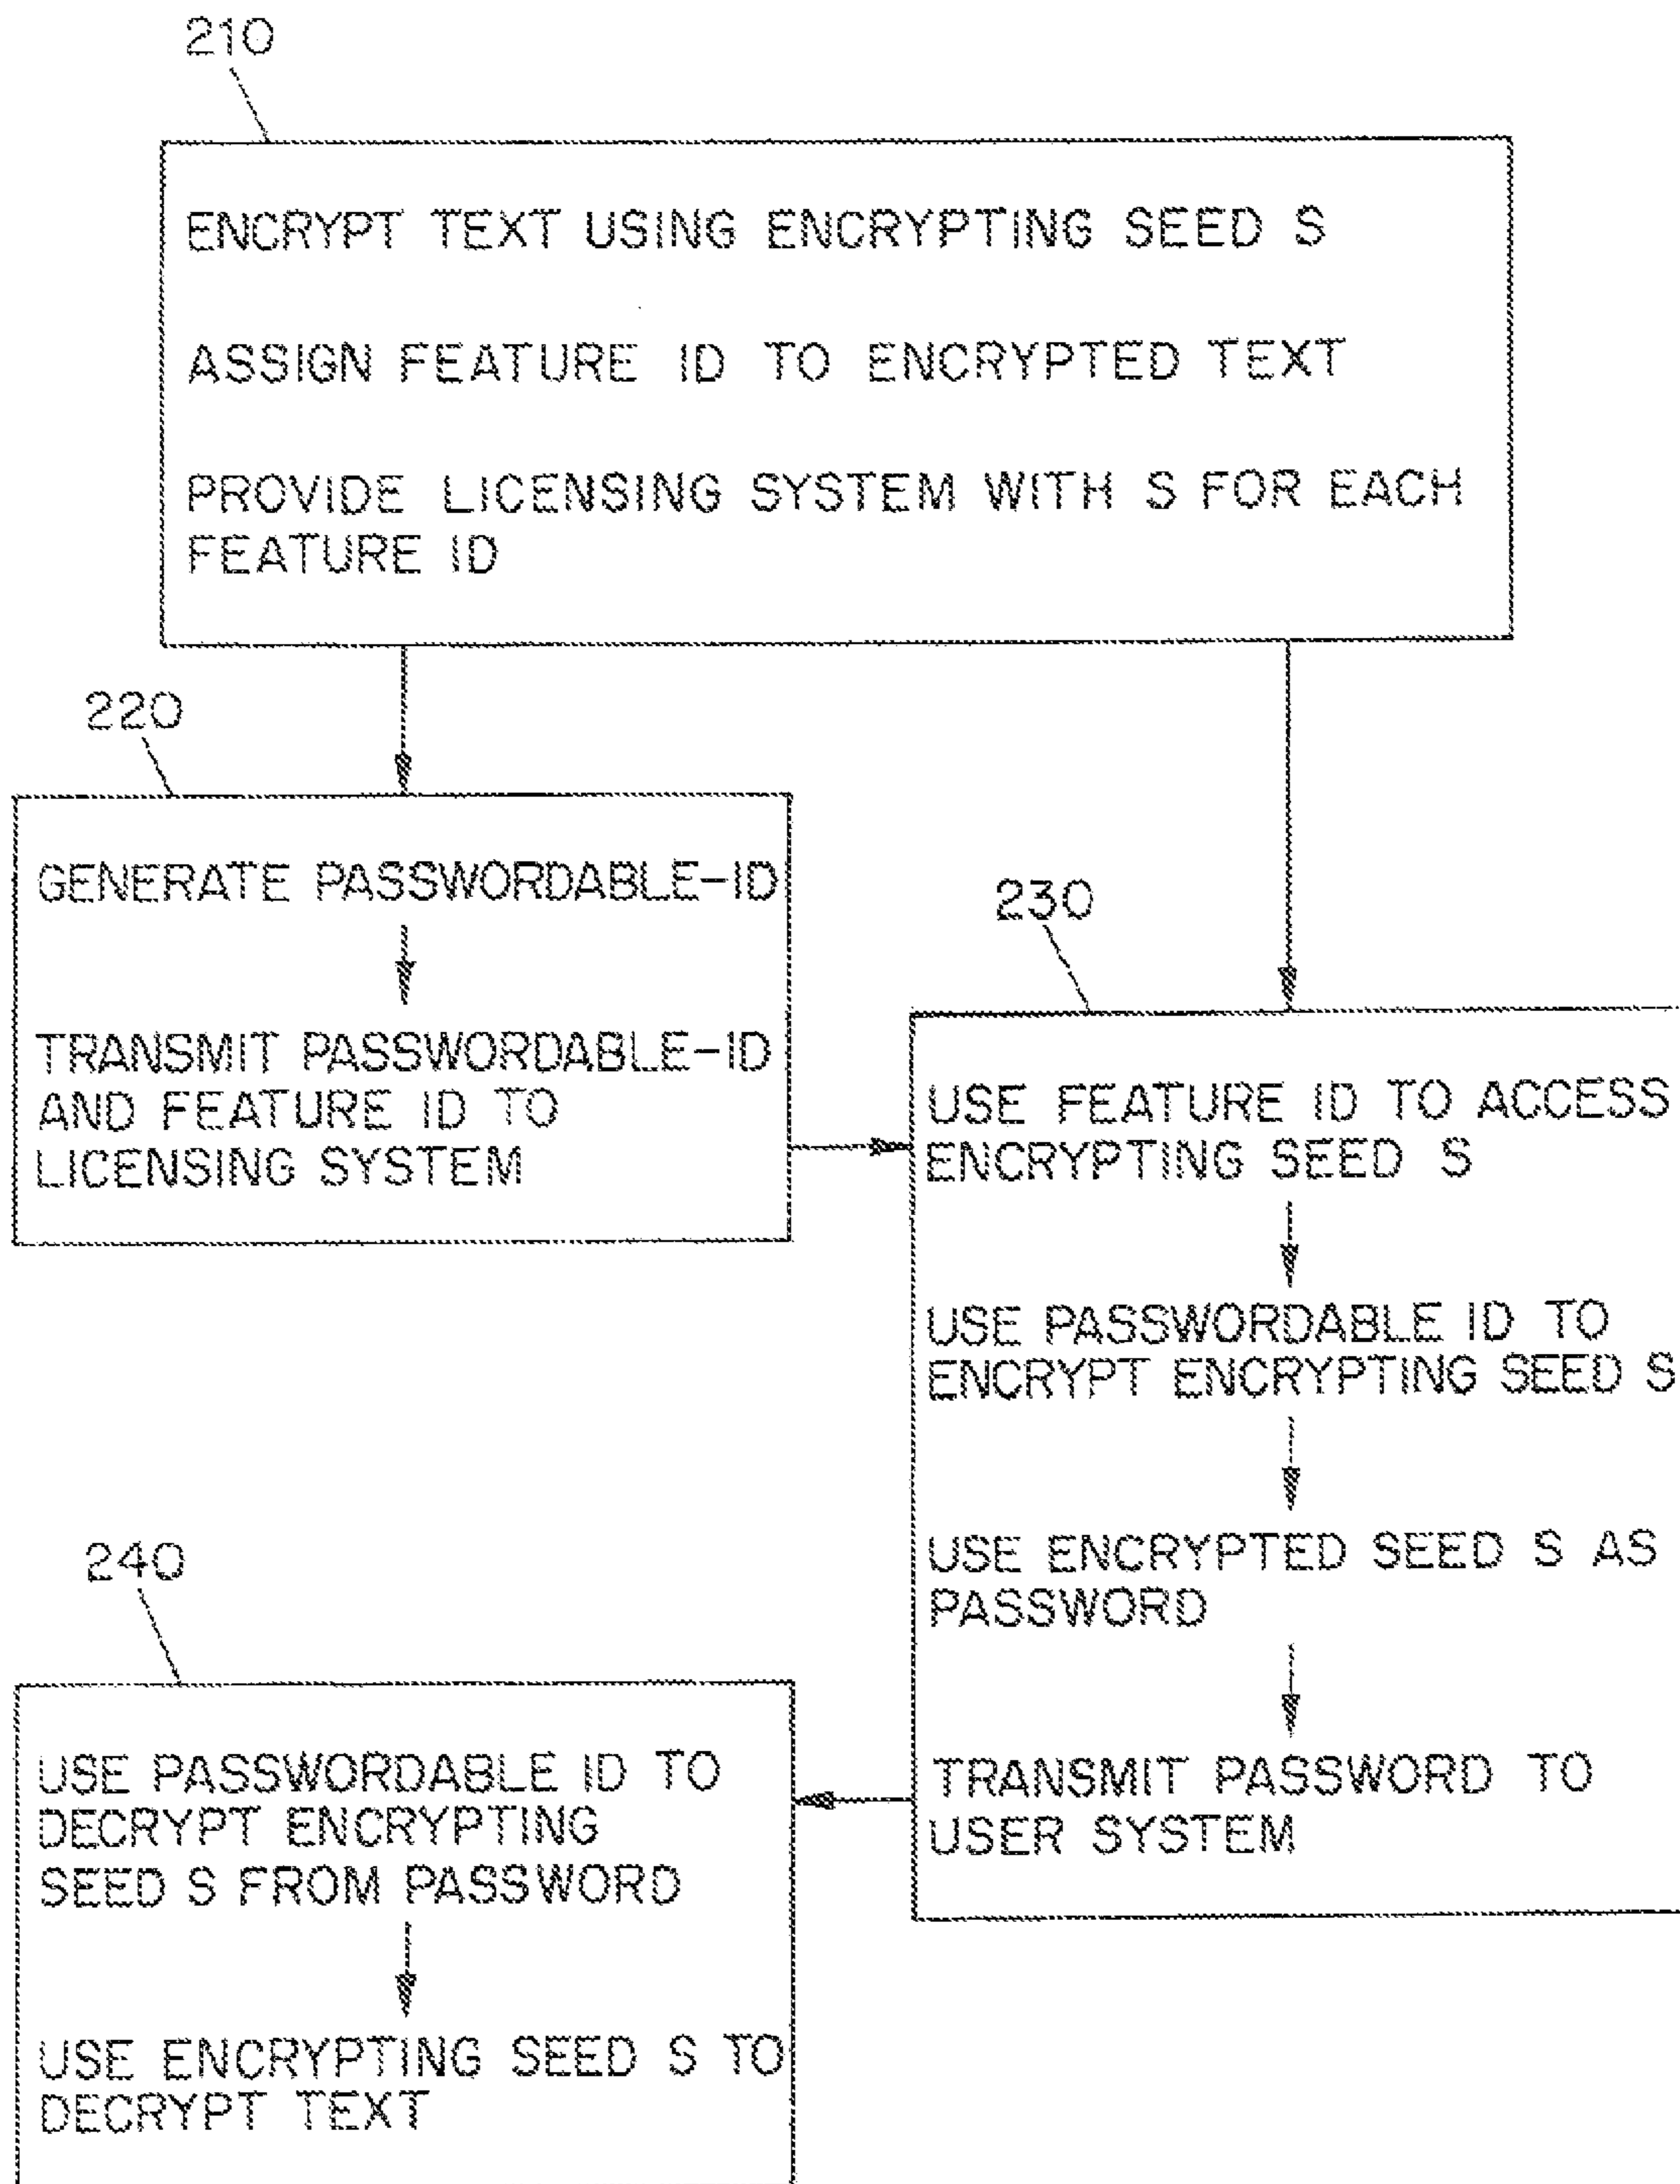 210
ENCRYPT TEXT USING ENCRYPTING SEED S
ASSIGN FEATURE ID TO ENCRYPTED TEXT
PROVIDE LICENSING SYSTEM WITH S FOR EACH
FEATURE ID
220
GENERATE PASSWORDABLE-ID
TRANSMIT PASSWORDABLE-ID
AND FEATURE ID TO
LICENSING SYSTEM
230
USE FEATURE ID TO ACCESS
ENCRYPTING SEED S
USE PASSWORDABLE ID TO
ENCRYPT ENCRYPTING SEED S
USE ENCRYPTED SEED S AS
PASSWORD
TRANSMIT PASSWORD TO
USER SYSTEM
240
USE PASSWORDABLE ID TO
DECRYPT ENCRYPTING
SEED S FROM PASSWORD
USE ENCRYPTING SEED S TO
DECRYPT TEXT